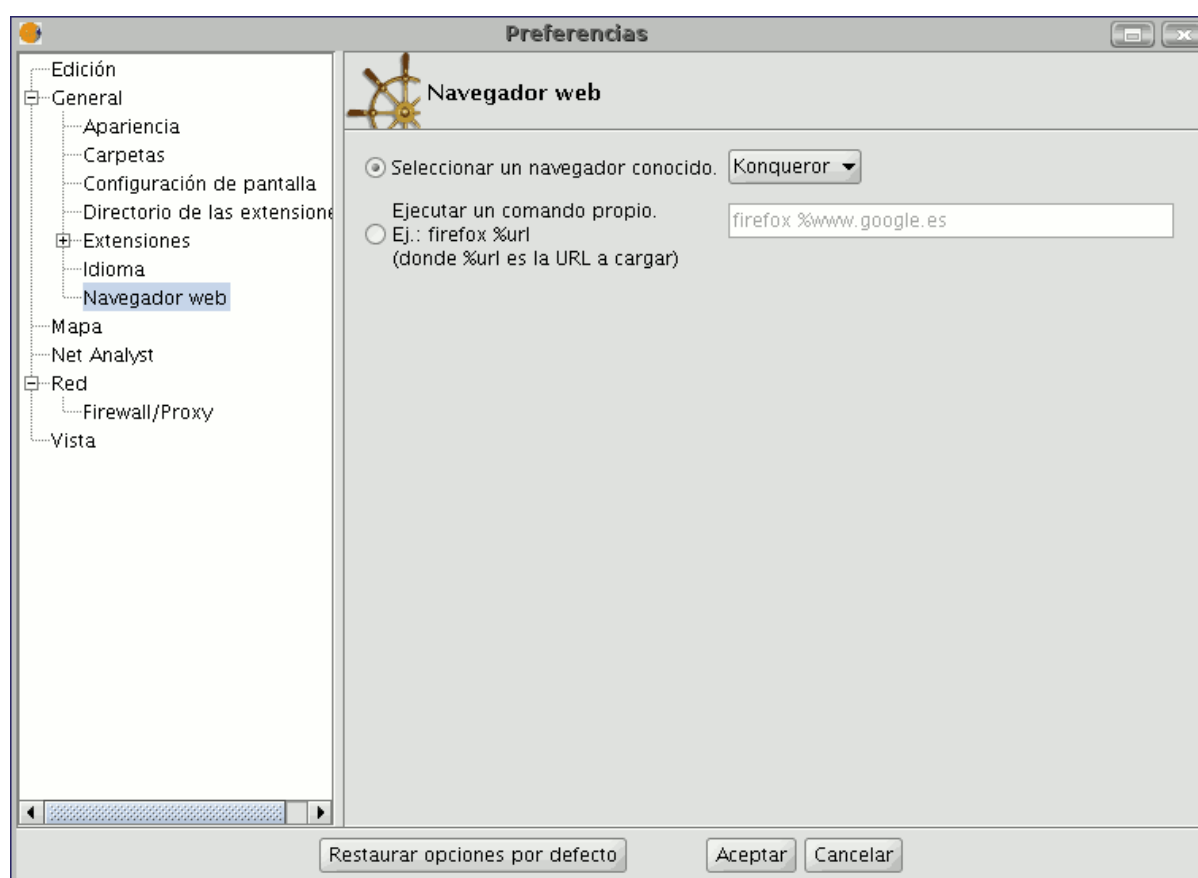 Preferencias
Edición
General
Apariencia
Carpetas
Configuración de pantalla
Directorio de las extensione
Extensiones
Idioma
Navegador web
Mapa
Net Analyst
Red
Firewall/Proxy
Vista
Navegador web
Seleccionar un navegador conocido.
Konqueror
Ejecutar un comando propio.
Ej.: firefox %url
(donde %url es la URL a cargar)
firefox %www.google.es
Restaurar opciones por defecto
Aceptar
Cancelar